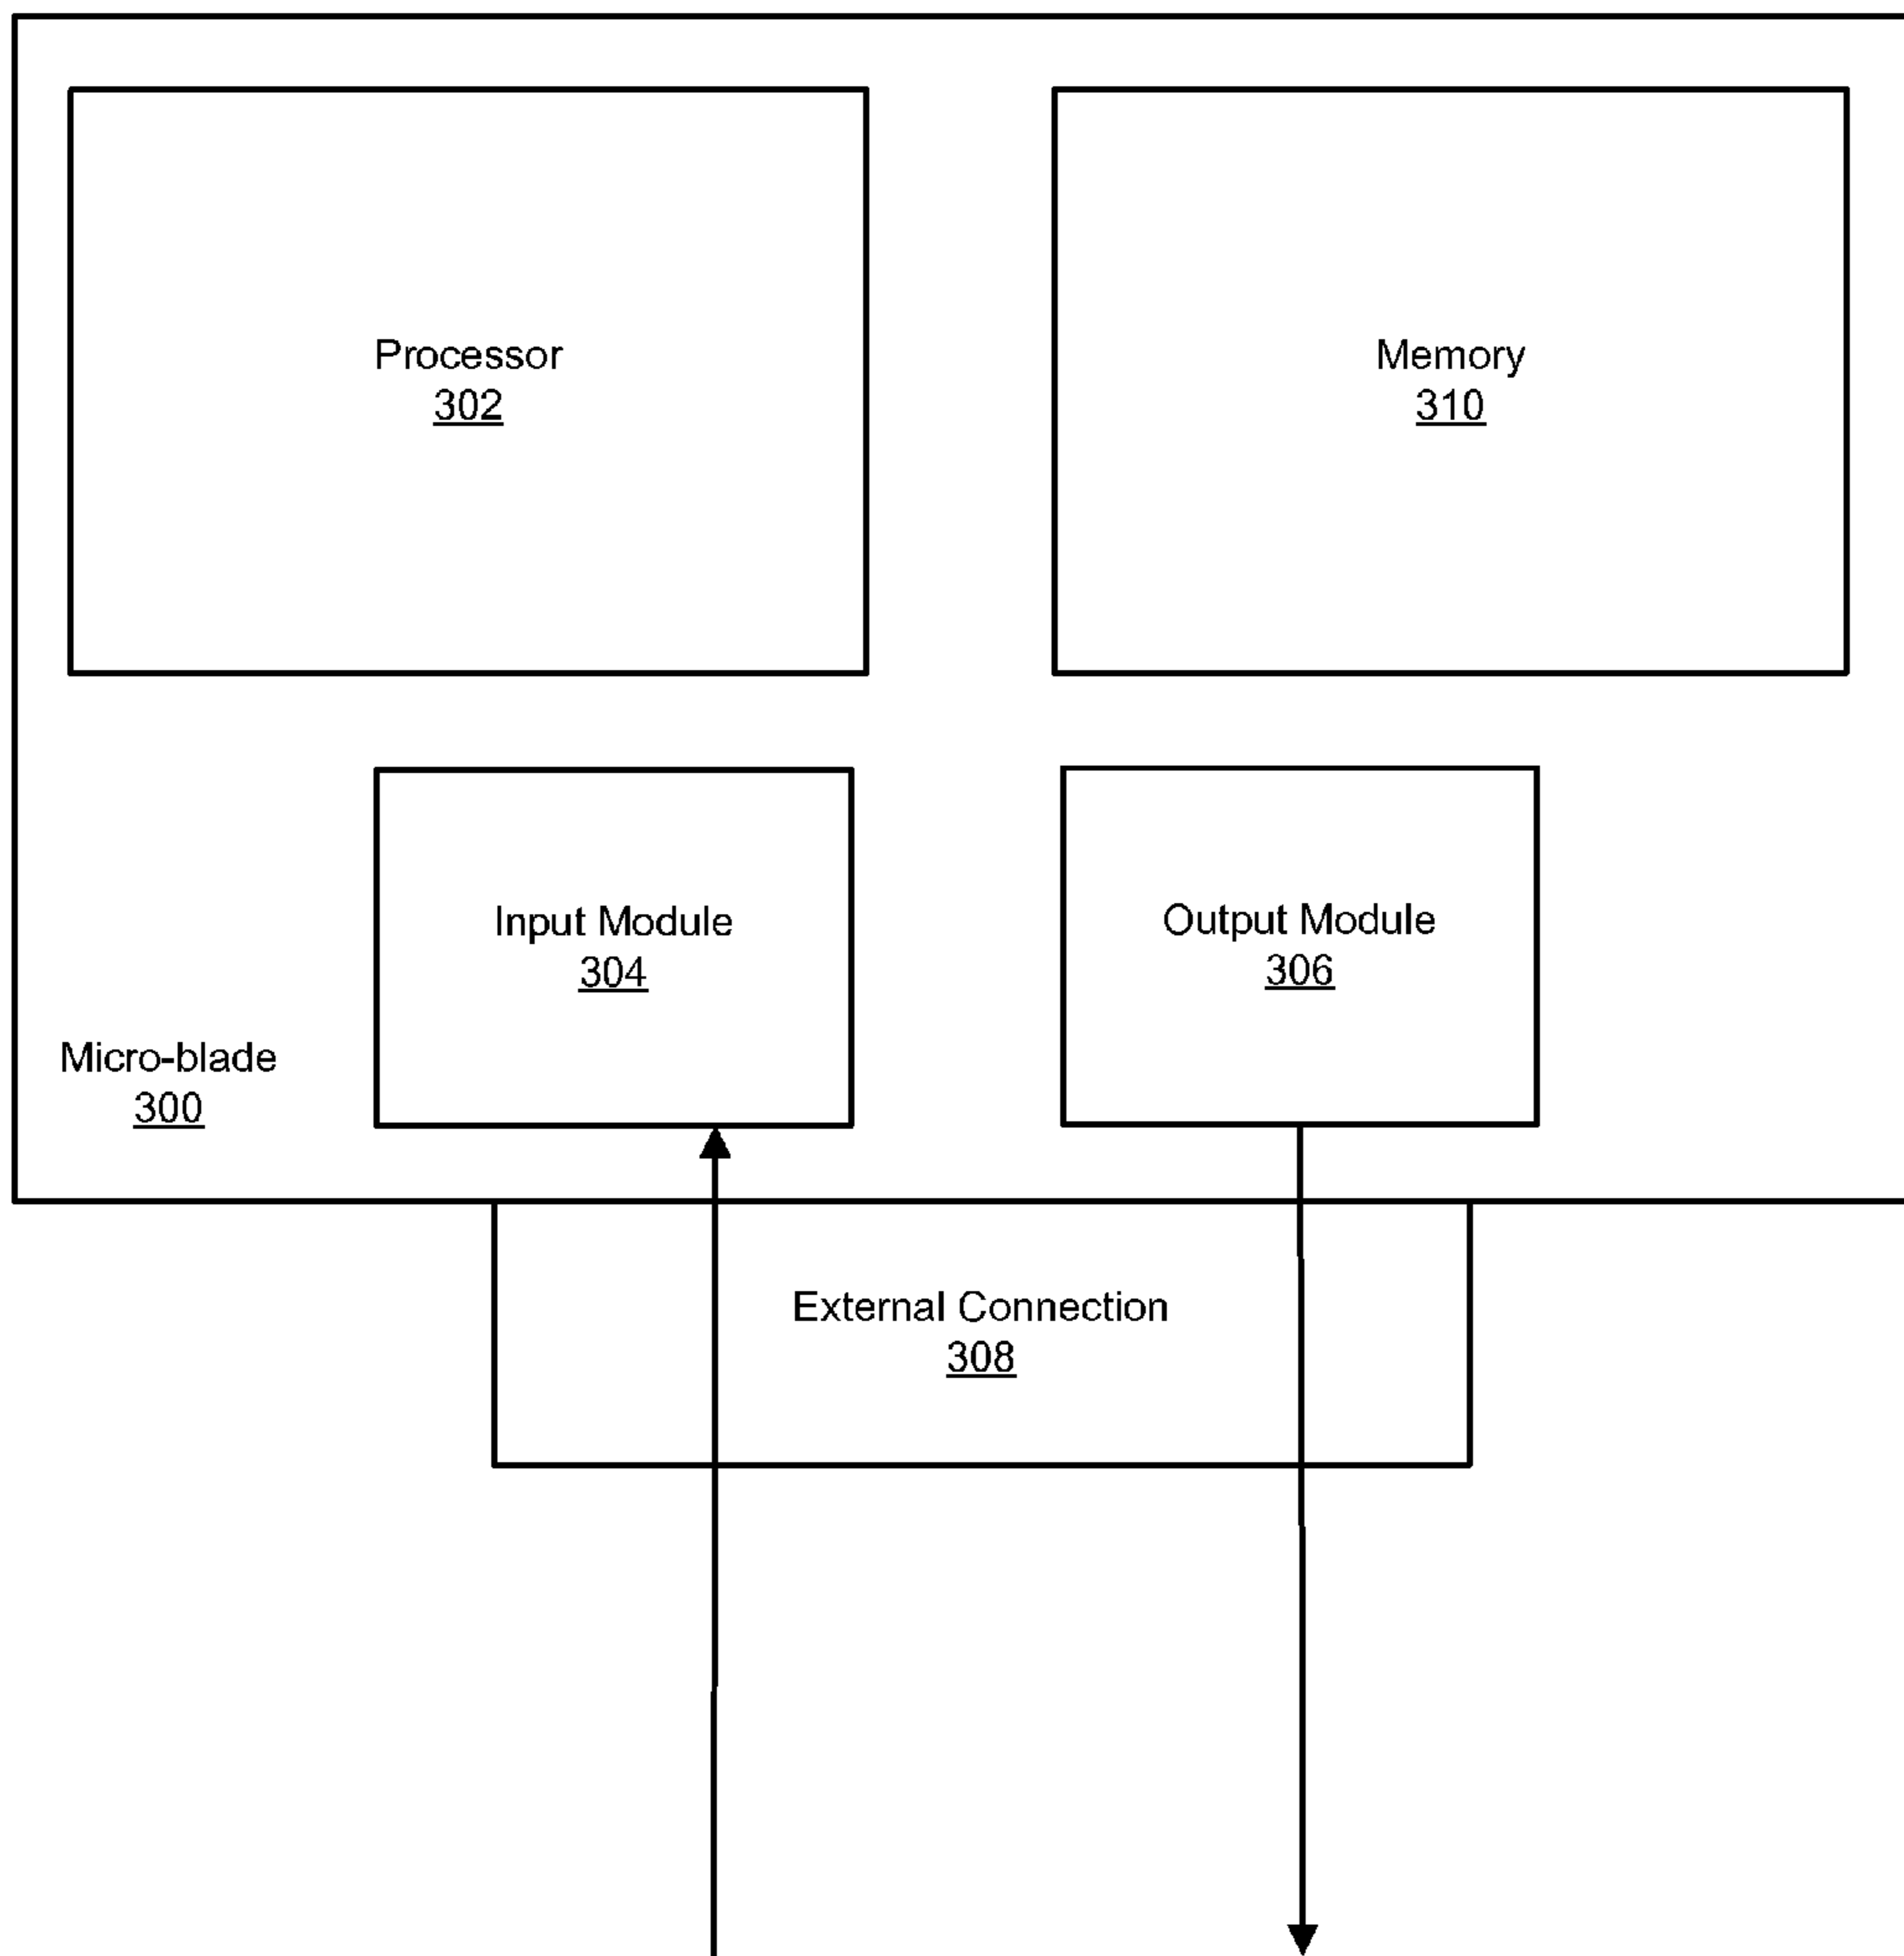 Processor
302
Memory
310
Input Module
304
Output Module
306
Micro-blade
300
External Connection
308